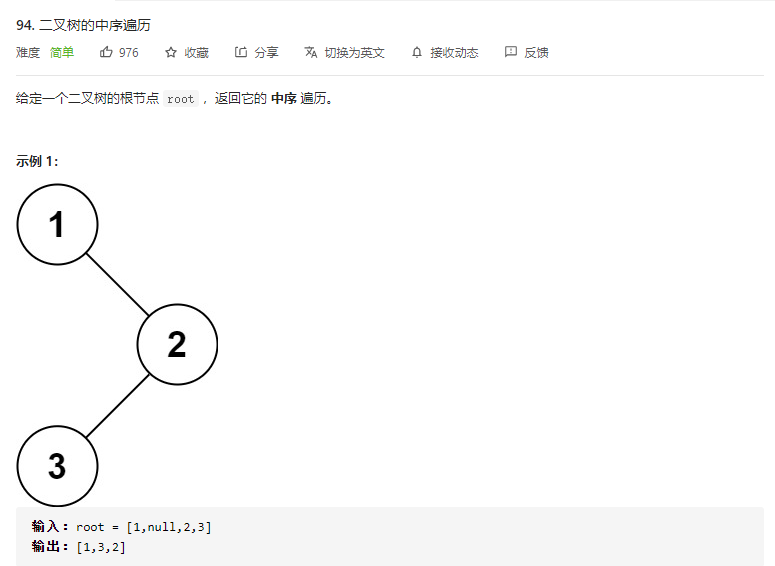 94. 二叉树的中序遍历
难度 简单 976 收藏 分享 切换为英文 接收动态 反馈
给定一个二叉树的根节点 root ，返回它的 中序 遍历。
示例 1：
1
2
3
输入：root = [1,null,2,3]
输出：[1,3,2]